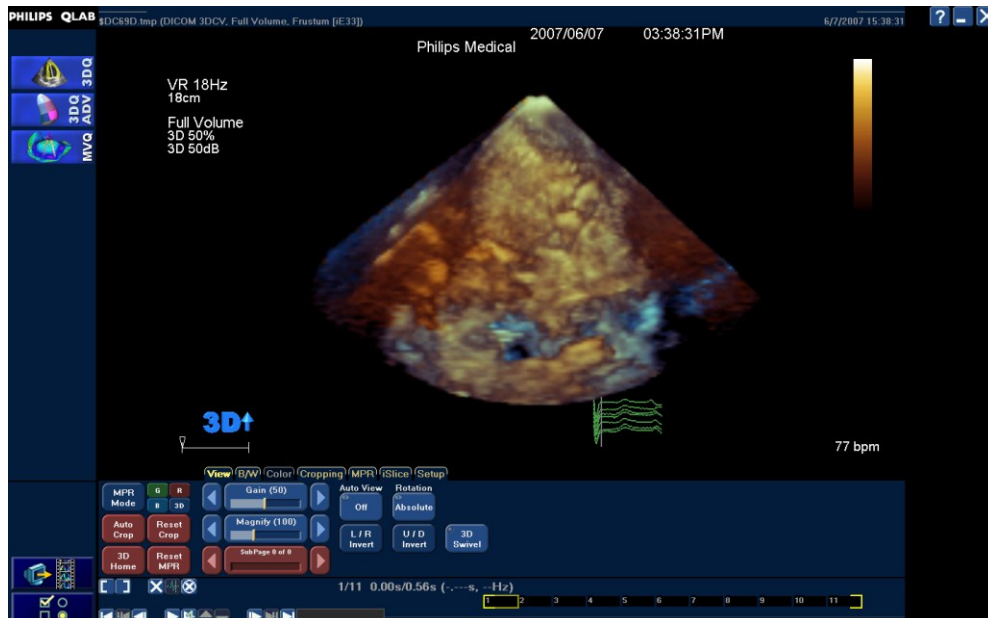 PHILIPS QLAB
$DC69D.tmp (DICOM 3DCV, Full Volume, Frustum [iE33])
6/7/2007 15:38:31
?
Philips Medical
2007/06/07
03:38:31PM
3DQ
3DQ ADV
MVQ
VR 18Hz
18cm
Full Volume
3D 50%
3D 50dB
3D
V
77 bpm
View
B/W
Color
Cropping
MPR
iSlice
Setup
MPR Mode
G
R
B
3D
Gain (50)
Auto View
Off
Rotation
Absolute
Auto Crop
Reset Crop
Magnify (100)
L / R Invert
U / D Invert
3D Swivel
3D Home
Reset MPR
SubPage 0 of 0
1/11 0.00s/0.56s (-.---s, --Hz)
1 2 3 4 5 6 7 8 9 10 11